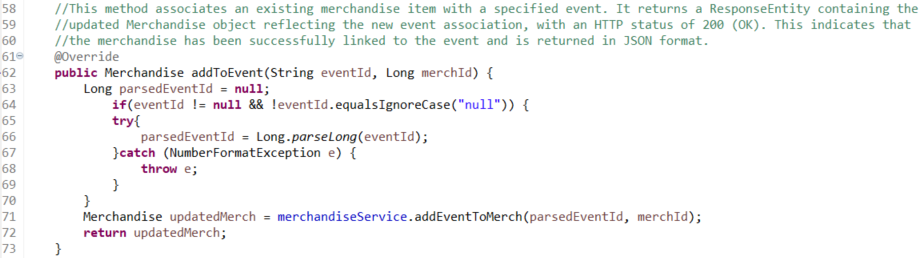 58 //This method associates an existing merchandise item with a specified event. It returns a ResponseEntity containing the
59 //updated Merchandise object reflecting the new event association, with an HTTP status of 200 (OK). This indicates that
60 //the merchandise has been successfully linked to the event and is returned in JSON format.
61 @Override
62 public Merchandise addToEvent(String eventId, Long merchId) {
63 Long parsedEventId = null;
64 if(eventId != null && !eventId.equalsIgnoreCase("null")) {
65 try{
66 parsedEventId = Long.parseLong(eventId);
67 }catch (NumberFormatException e) {
68 throw e;
69 }
70 }
71 Merchandise updatedMerch = merchandiseService.addEventToMerch(parsedEventId, merchId);
72 return updatedMerch;
73 }